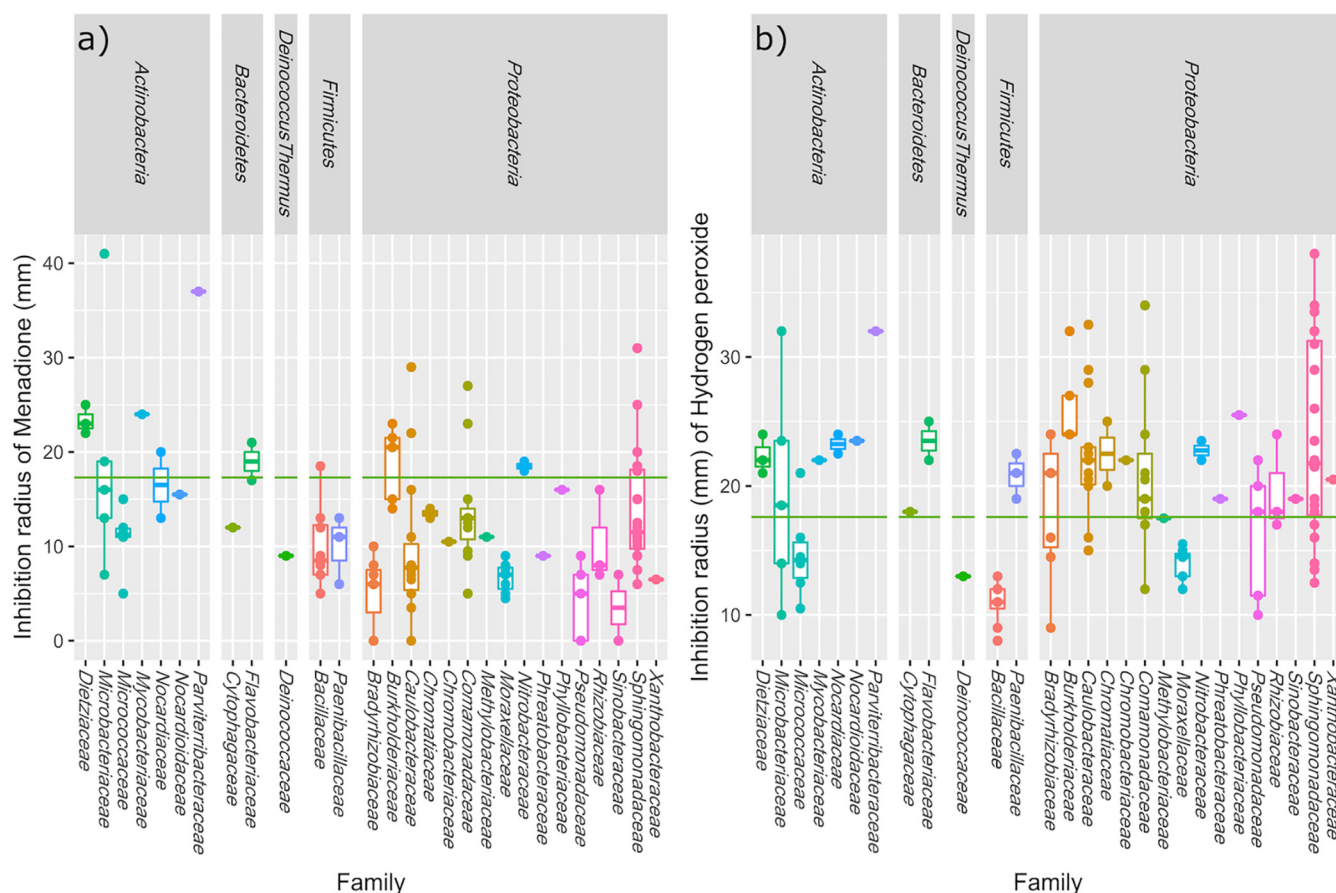 a)
Actinobacteria
Bacteroidetes
DeinococcusThermus
Firmicutes
Proteobacteria
Inhibition radius of Menadione (mm)
40
30
20
10
0
Dietziaceae
Microbacteriaceae
Micrococcaceae
Mycobacteriaceae
Nocardiaceae
Nocardioidaceae
Parviterribacteraceae
Cytophagaceae
Flavobacteriaceae
Deinococcaceae
Bacillaceae
Paenibacillaceae
Bradyrhizobiaceae
Burkholderiaceae
Caulobacteraceae
Chromatiaceae
Chromobacteriaceae
Comamonadaceae
Methylobacteriaceae
Moraxellaceae
Nitrobacteraceae
Phreatobacteraceae
Phyllobacteriaceae
Pseudomonadaceae
Rhizobiaceae
Sinobacteraceae
Sphingomonadaceae
Xanthobacteraceae
Family
b)
Actinobacteria
Bacteroidetes
DeinococcusThermus
Firmicutes
Proteobacteria
Inhibition radius (mm) of Hydrogen peroxide
30
20
10
Dietziaceae
Microbacteriaceae
Micrococcaceae
Mycobacteriaceae
Nocardiaceae
Nocardioidaceae
Parviterribacteraceae
Cytophagaceae
Flavobacteriaceae
Deinococcaceae
Bacillaceae
Paenibacillaceae
Bradyrhizobiaceae
Burkholderiaceae
Caulobacteraceae
Chromatiaceae
Chromobacteriaceae
Comamonadaceae
Methylobacteriaceae
Moraxellaceae
Nitrobacteraceae
Phreatobacteraceae
Phyllobacteriaceae
Pseudomonadaceae
Rhizobiaceae
Sinobacteraceae
Sphingomonadaceae
Xanthobacteraceae
Family